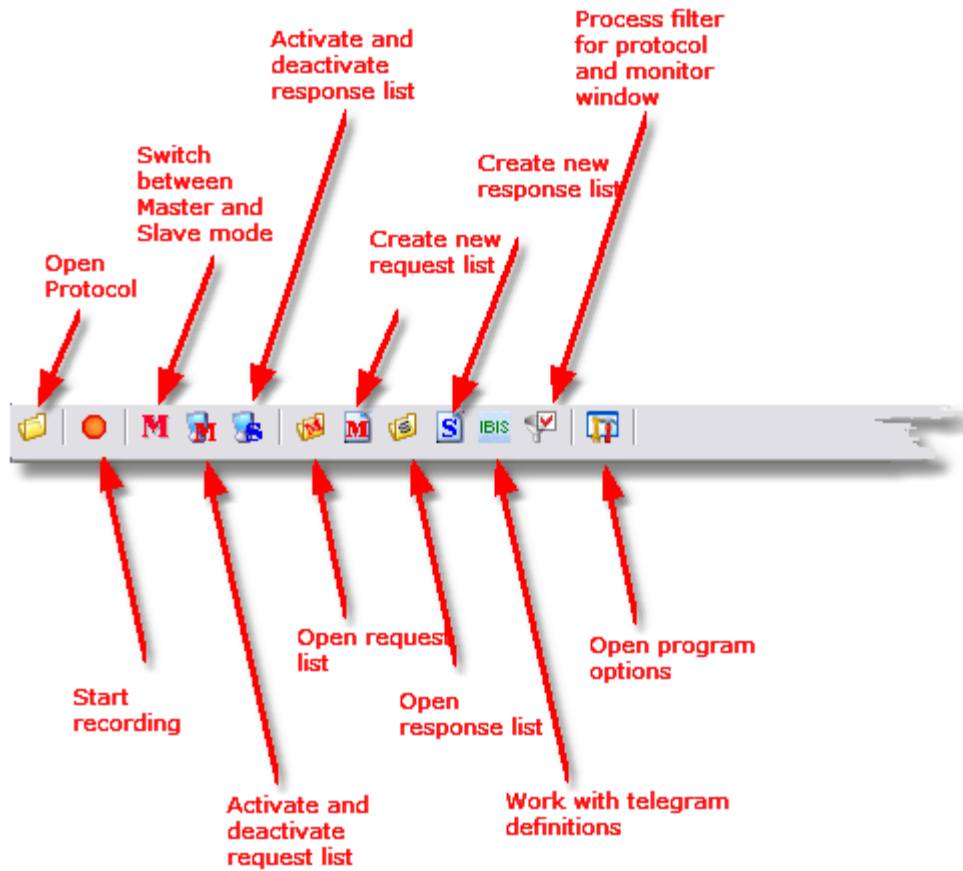 Process filter
for protocol
and monitor
window
Activate and
deactivate
response list
Create new
response list
Switch
between
Master and
Slave mode
Create new
request list
Open
Protocol
M M S M M S S IBIS
Open request
list
Open program
options
Start
recording
Open
response list
Work with telegram
definitions
Activate and
deactivate
request list